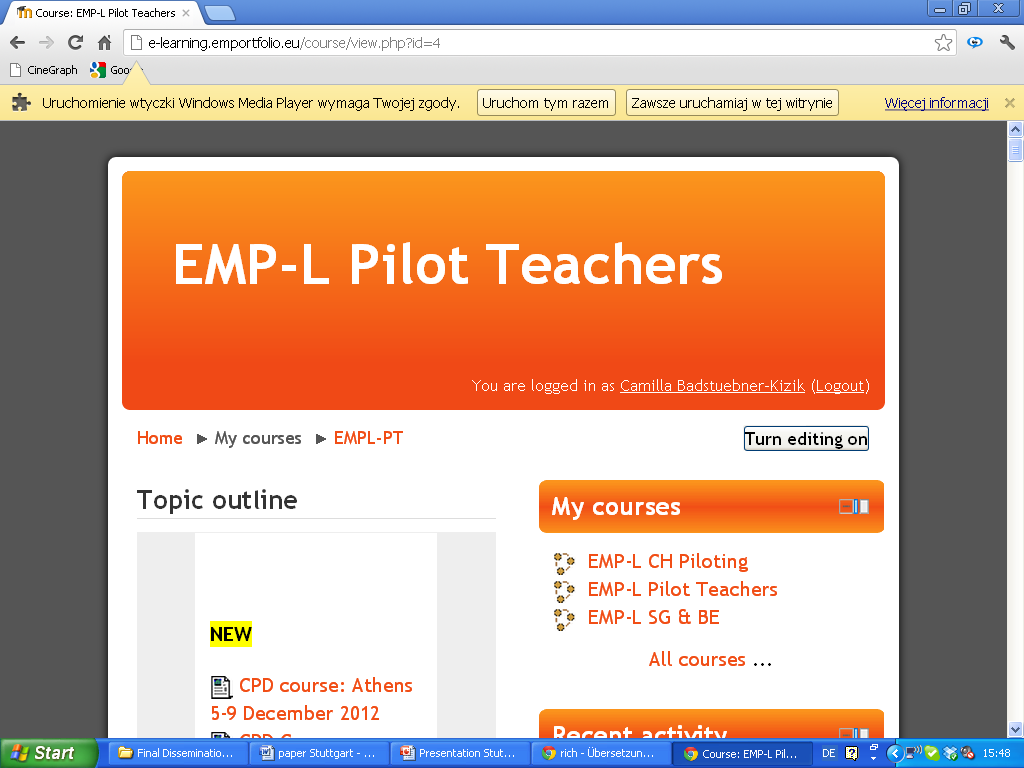 Course: EMP-L Pilot Teachers
e-learning.emportfolio.eu/course/view.php?id=4
CineGraph
Uruchomienie wtyczki Windows Media Player wymaga Twojej zgody. Uruchom tym razem Zawsze uruchamiaj w tej witrynie Więcej informacji
EMP-L Pilot Teachers
You are logged in as Camilla Badstuebner-Kizik (Logout)
Home ► My courses ► EMPL-PT Turn editing on
Topic outline
NEW
CPD course: Athens
5-9 December 2012
My courses
EMP-L CH Piloting
EMP-L Pilot Teachers
EMP-L SG & BE
All courses ...
Recent activity
Start Final Disseminatio... paper Stuttgart - ... Presentation Stut... rich - Übersetzun... Course: EMP-L Pil... DE 15:48